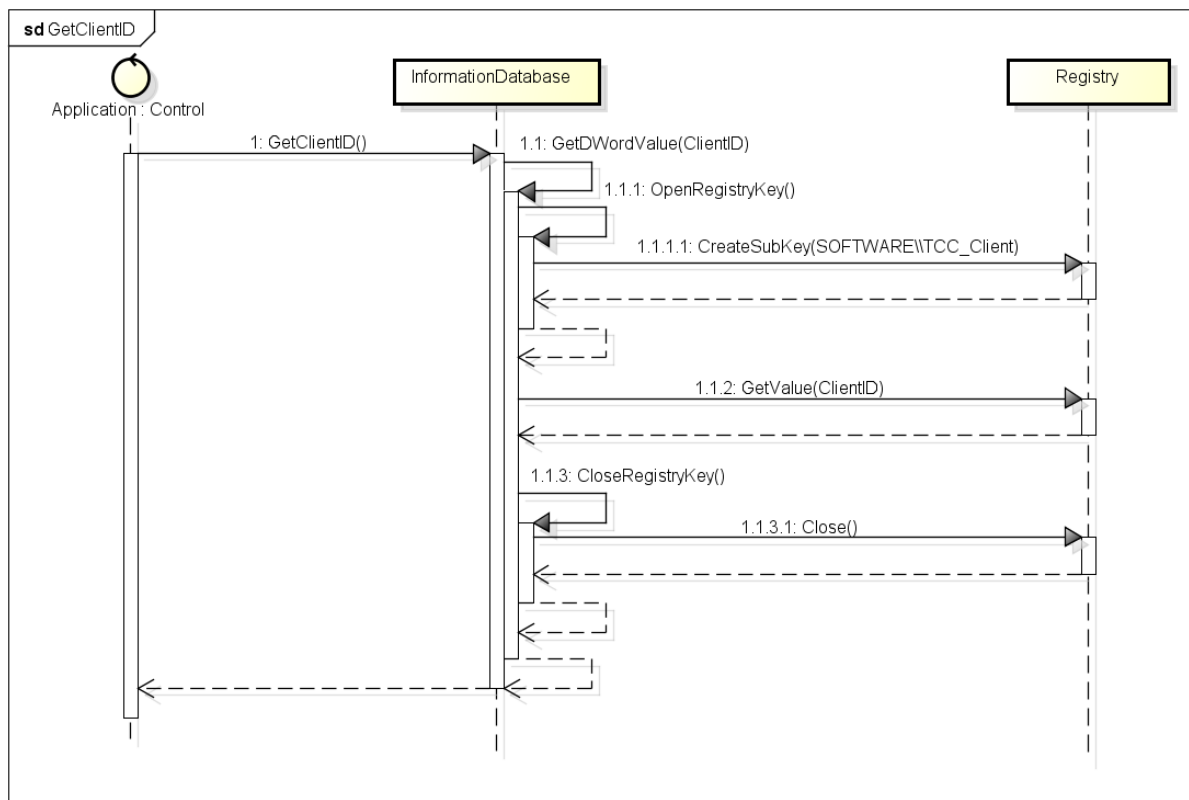 sd GetClientID
Application : Control
InformationDatabase
Registry
1: GetClientID()
1.1: GetDWordValue(ClientID)
1.1.1: OpenRegistryKey()
1.1.1.1: CreateSubKey(SOFTWARE\\TCC_Client)
1.1.2: GetValue(ClientID)
1.1.3: CloseRegistryKey()
1.1.3.1: Close()